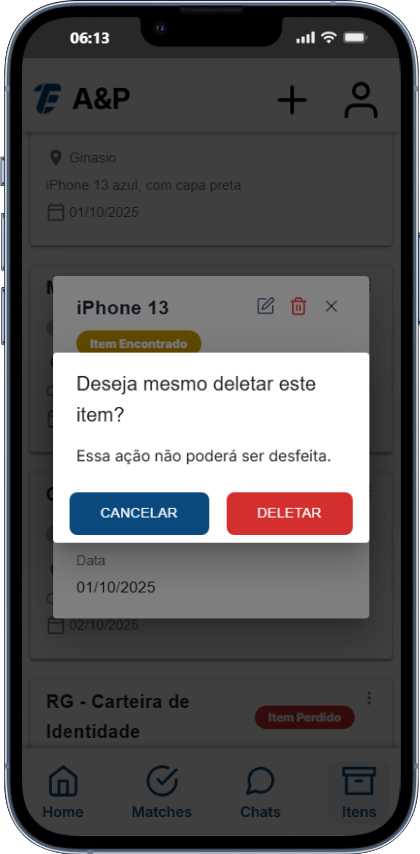 06:13
A&P
Ginasio
iPhone 13 azul, com capa preta
01/10/2025
iPhone 13
Item Encontrado
Deseja mesmo deletar este
item?
Essa ação não poderá ser desfeita.
CANCELAR
DELETAR
Data
01/10/2025
02/10/2025
RG - Carteira de
Identidade
Item Perdido
Home
Matches
Chats
Itens